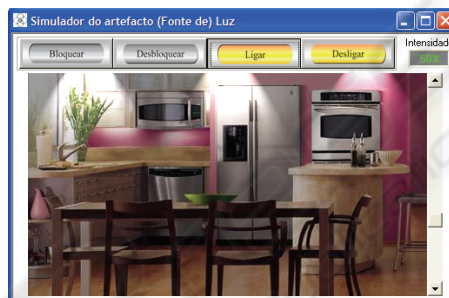 Simulador do artefacto (Fonte de) Luz
Bloquear Desbloquear Ligar Desligar
Intensidade
50%